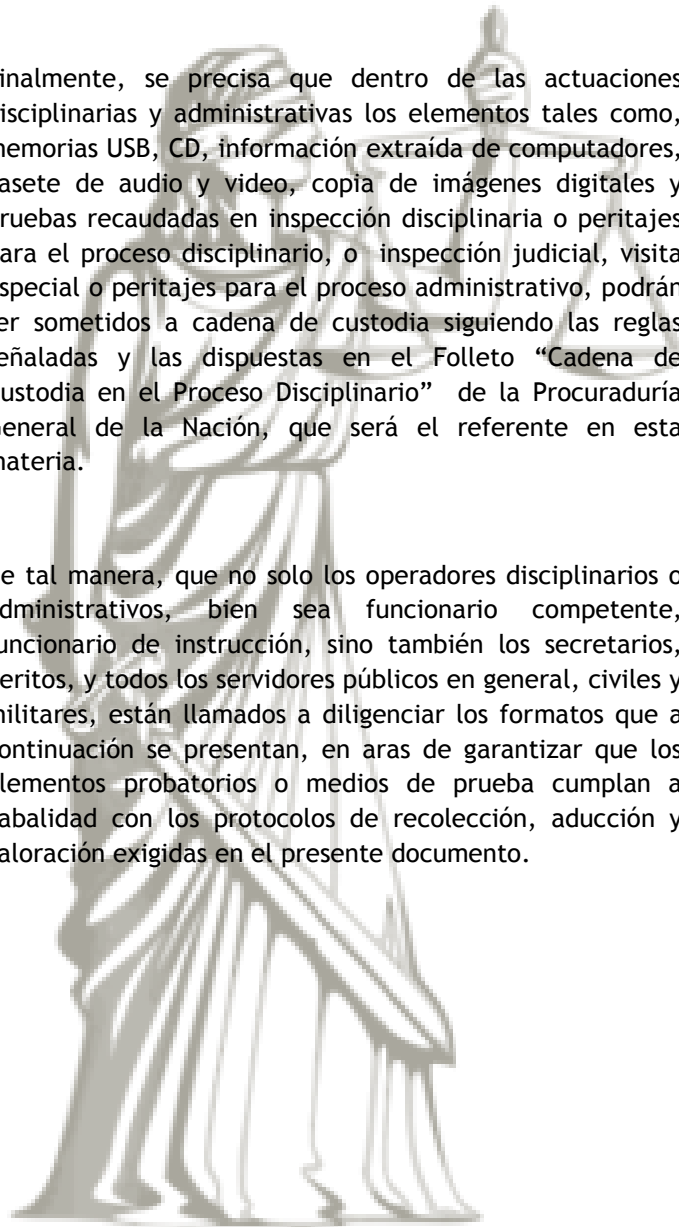 inalmente, se precisa que dentro de las actuaciones
isciplinarias y administrativas los elementos tales como,
memorias USB, CD, información extraída de computadores,
asete de audio y video, copia de imágenes digitales y
ruebas recaudadas en inspección disciplinaria o peritajes
ara el proceso disciplinario, o inspección judicial, visita
special o peritajes para el proceso administrativo, podrán
er sometidos a cadena de custodia siguiendo las reglas
eñaladas y las dispuestas en el Folleto “Cadena de
ustodia en el Proceso Disciplinario” de la Procuraduría
eneral de la Nación, que será el referente en esta
materia.
e tal manera, que no solo los operadores disciplinarios o
dministrativos, bien sea funcionario competente,
uncionario de instrucción, sino también los secretarios,
eritos, y todos los servidores públicos en general, civiles y
militares, están llamados a diligenciar los formatos que a
ontinuación se presentan, en aras de garantizar que los
lementos probatorios o medios de prueba cumplan a
abalidad con los protocolos de recolección, aducción y
aloración exigidas en el presente documento.